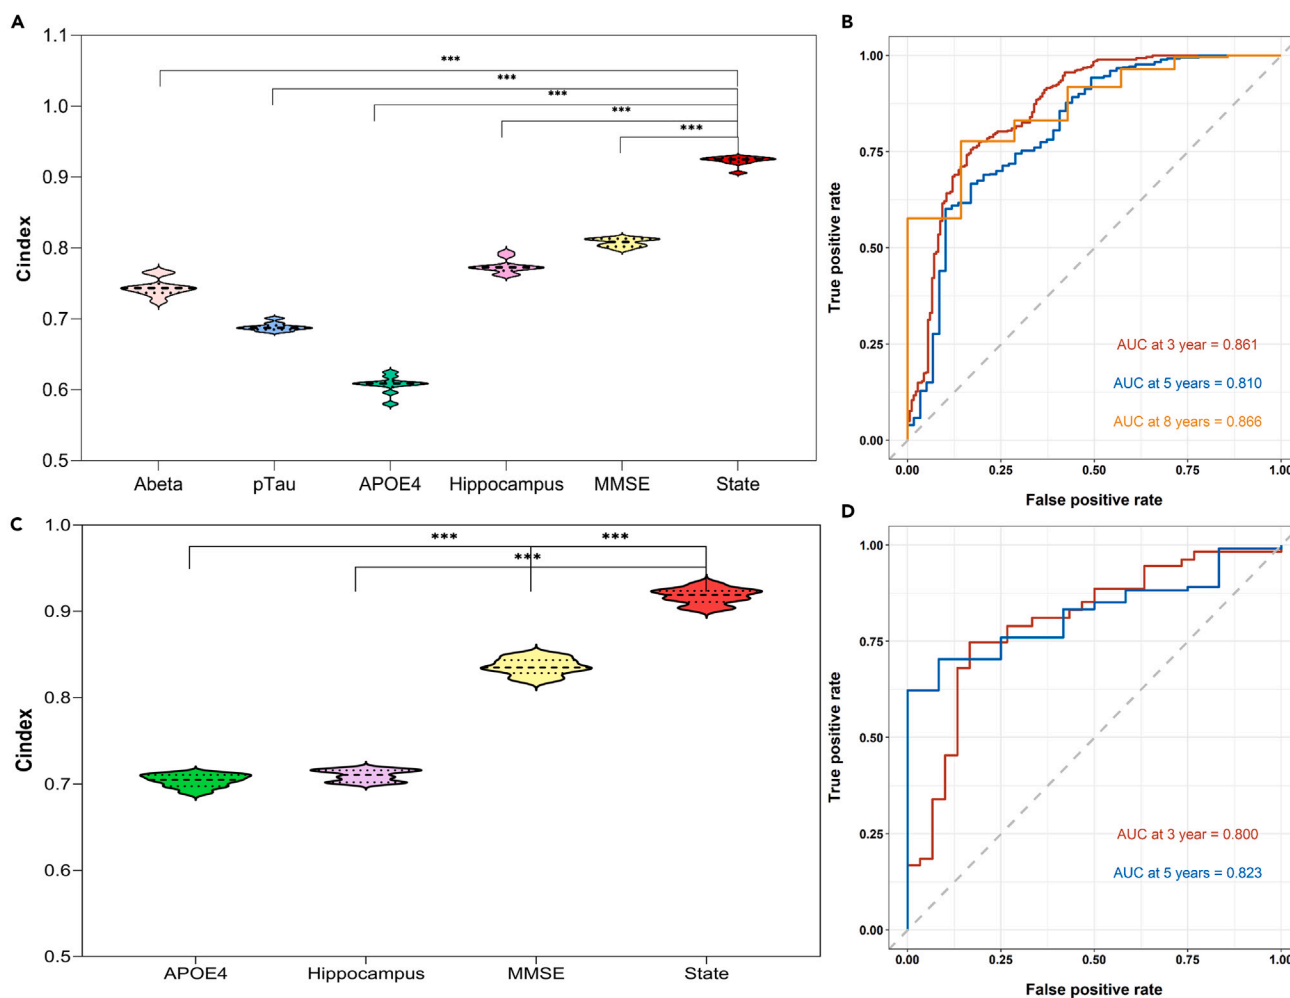 A
Cindex
1.1
1.0
0.9
0.8
0.7
0.6
0.5
***
***
***
***
***
Abeta pTau APOE4 Hippocampus MMSE State
B
True positive rate
1.00
0.75
0.50
0.25
0.00
AUC at 3 year = 0.861
AUC at 5 years = 0.810
AUC at 8 years = 0.866
0.00 0.25 0.50 0.75 1.00
False positive rate
C
Cindex
1.0
0.9
0.8
0.7
0.6
0.5
*** ***
***
APOE4 Hippocampus MMSE State
D
True positive rate
1.00
0.75
0.50
0.25
0.00
AUC at 3 year = 0.800
AUC at 5 years = 0.823
0.00 0.25 0.50 0.75 1.00
False positive rate